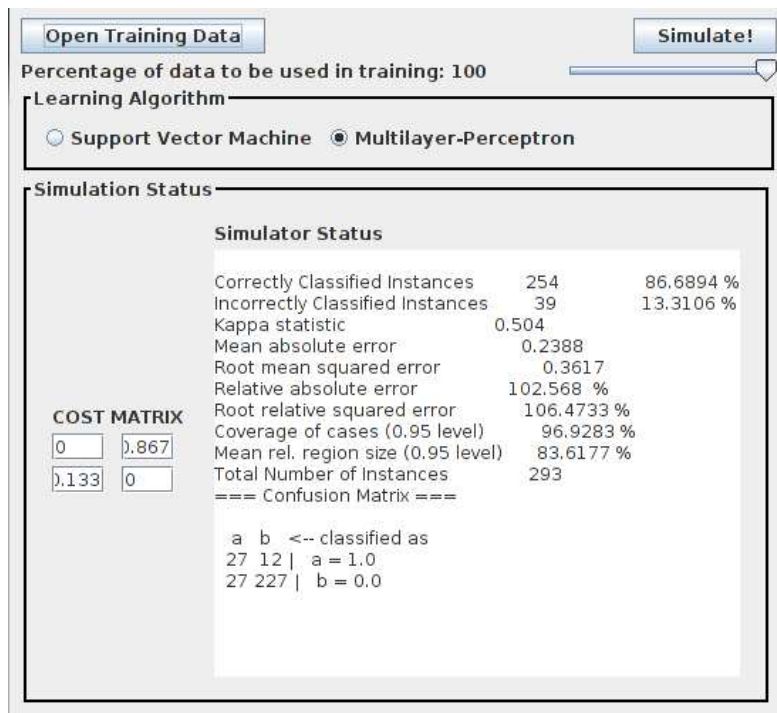 Open Training Data
Simulate!
Percentage of data to be used in training: 100
Learning Algorithm
Support Vector Machine Multilayer-Perceptron
Simulation Status
Simulator Status
Correctly Classified Instances 254 86.6894 %
Incorrectly Classified Instances 39 13.3106 %
Kappa statistic 0.504
Mean absolute error 0.2388
Root mean squared error 0.3617
Relative absolute error 102.568 %
Root relative squared error 106.4733 %
Coverage of cases (0.95 level) 96.9283 %
Mean rel. region size (0.95 level) 83.6177 %
Total Number of Instances 293
=== Confusion Matrix ===
a b <-- classified as
27 12 | a = 1.0
27 227 | b = 0.0
COST MATRIX
0 0.867
0.133 0